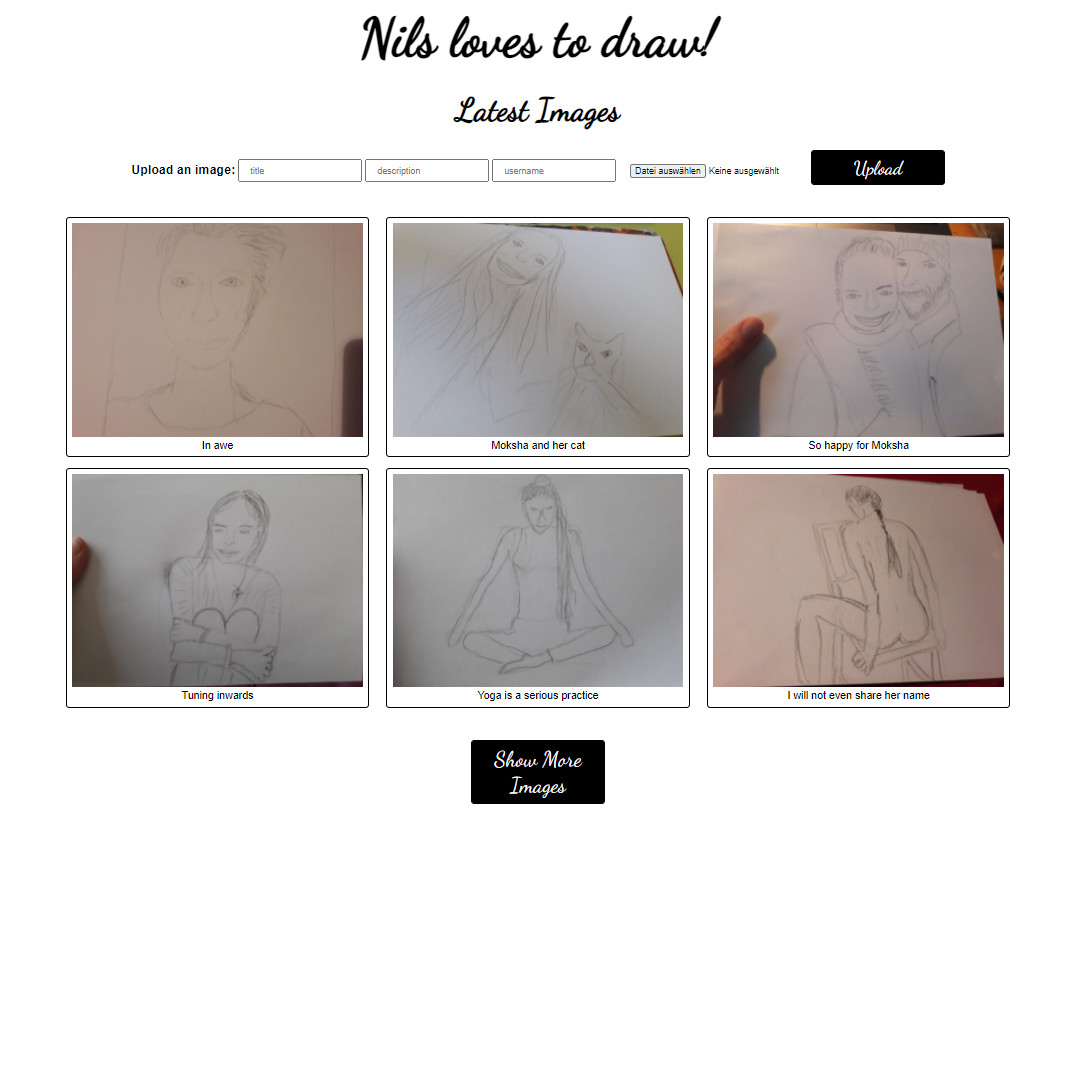 Nils loves to draw!
Latest Images
Upload an image: title description username Datei auswählen Keine ausgewählt Upload
In awe Moksha and her cat So happy for Moksha
Tuning inwards Yoga is a serious practice I will not even share her name
Show More
Images